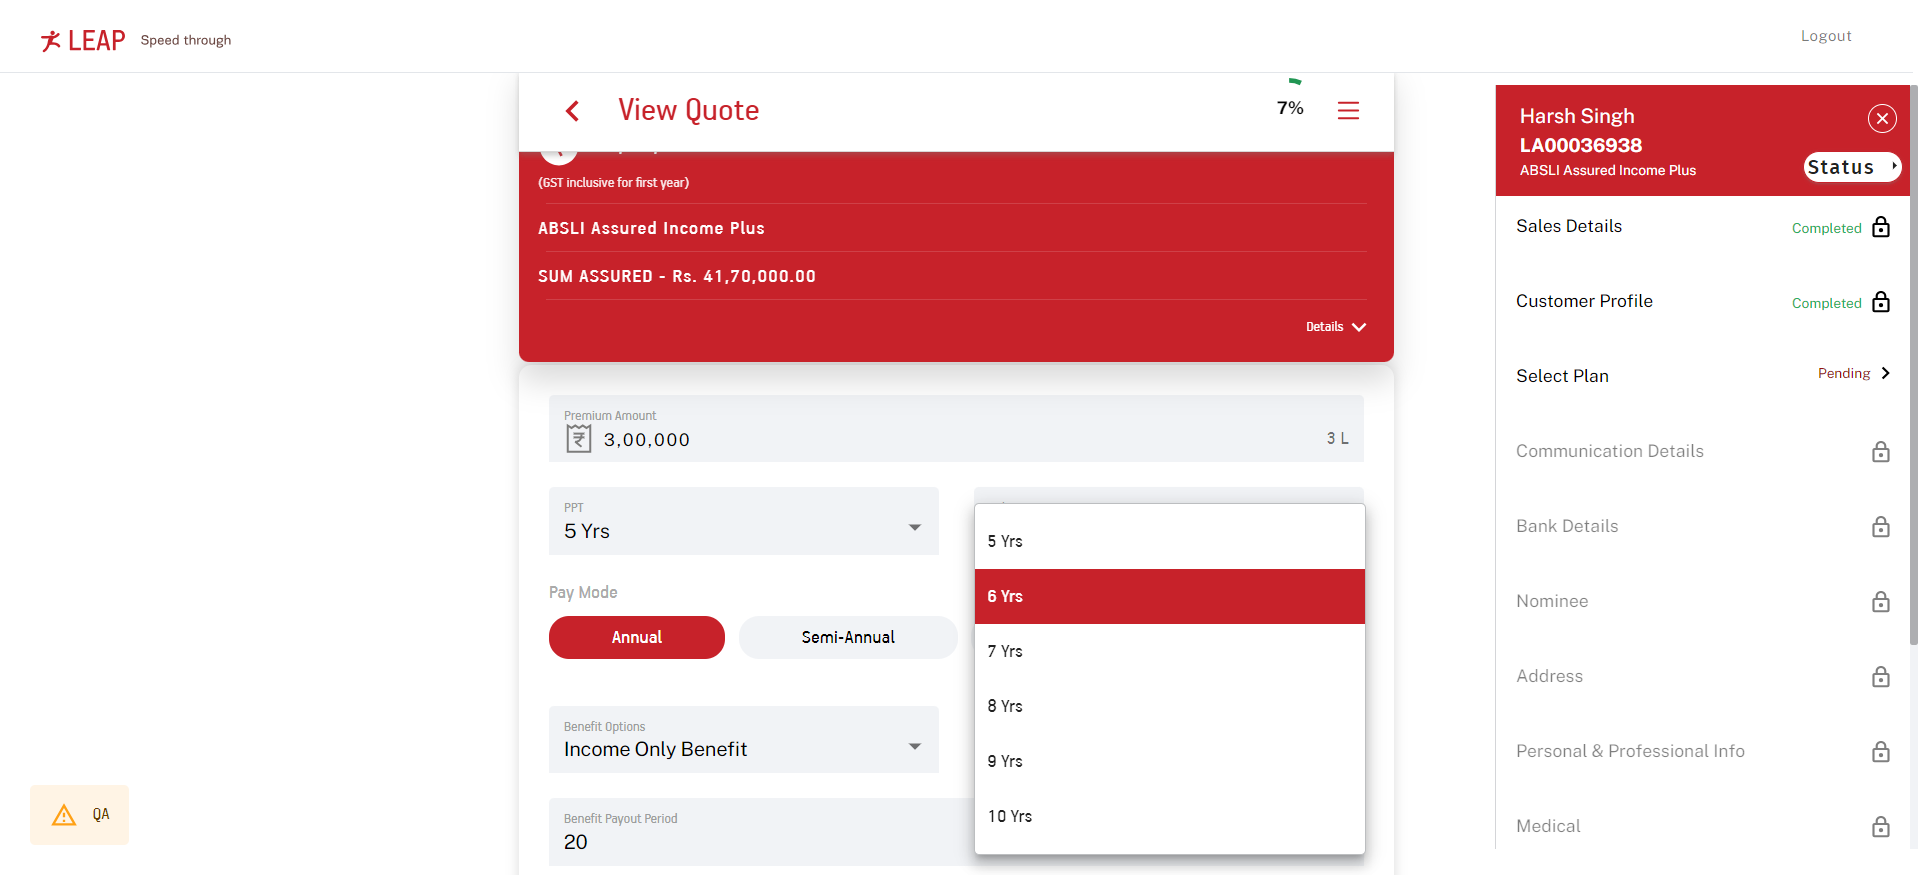 LEAP Speed through
Logout
View Quote
7%
(GST inclusive for first year)
ABSLI Assured Income Plus
SUM ASSURED - Rs. 41,70,000.00
Details
Premium Amount
3,00,000
3 L
PPT
5 Yrs
Pay Mode
Annual
Semi-Annual
Benefit Options
Income Only Benefit
Benefit Payout Period
20
5 Yrs
6 Yrs
7 Yrs
8 Yrs
9 Yrs
10 Yrs
QA
Harsh Singh
LA00036938
ABSLI Assured Income Plus
Status
Sales Details
Completed
Customer Profile
Completed
Select Plan
Pending
Communication Details
Bank Details
Nominee
Address
Personal & Professional Info
Medical